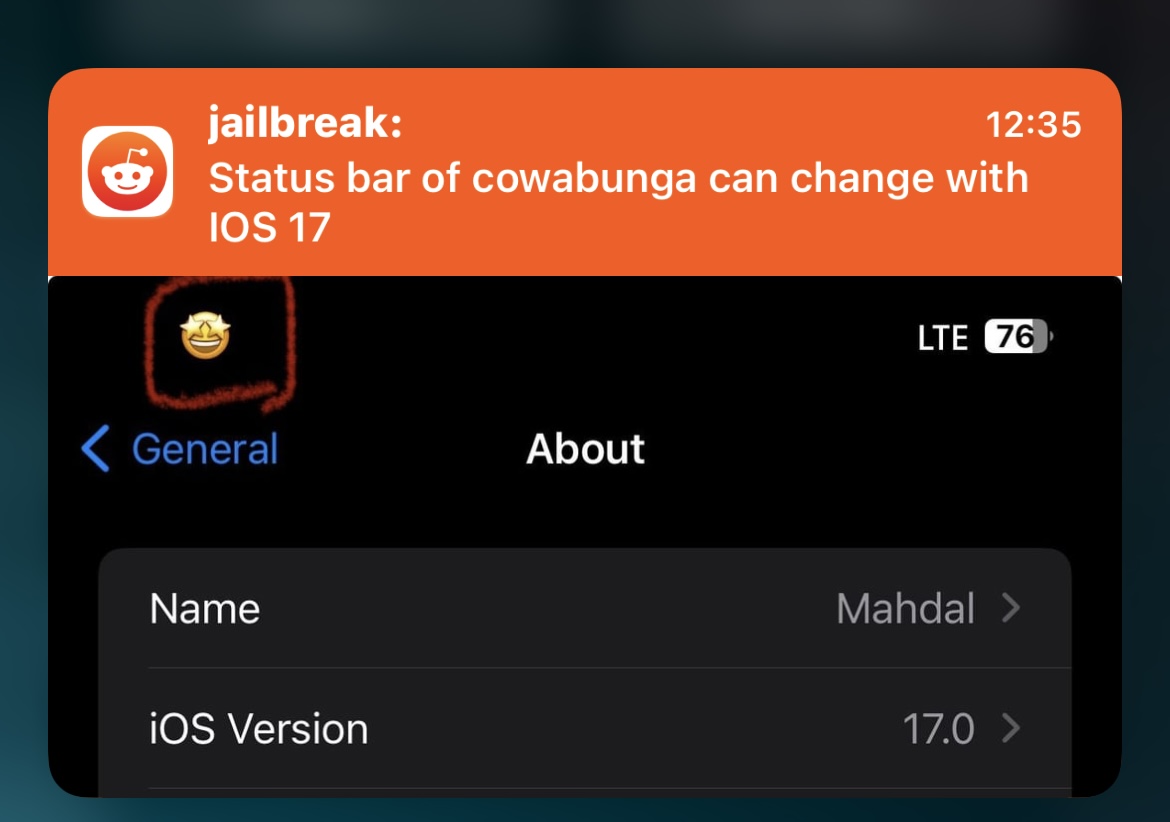 jailbreak:
12:35
Status bar of cowabunga can change with
IOS 17
🤩
LTE 76
General
About
Name
Mahdal
iOS Version
17.0